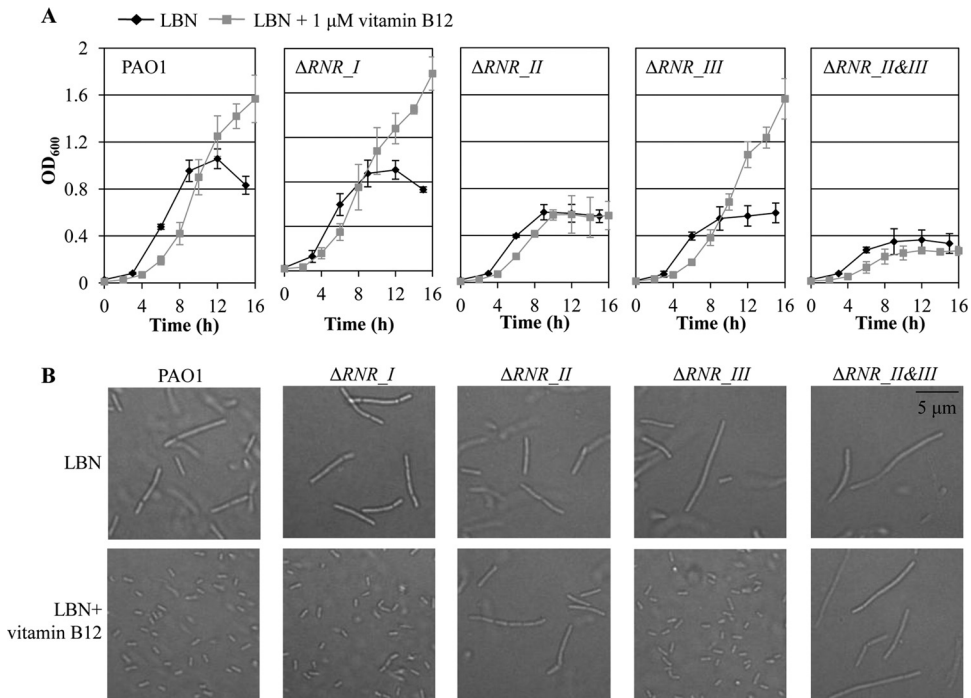 A
LBN LBN + 1 μM vitamin B12
PAO1 ΔRNR_I ΔRNR_II ΔRNR_III ΔRNR_II&III
2
1.6
1.2
0.8
0.4
0
OD600
0 4 8 12 16 0 4 8 12 16 0 4 8 12 16 0 4 8 12 16 0 4 8 12 16
Time (h) Time (h) Time (h) Time (h) Time (h)
B
PAO1 ΔRNR_I ΔRNR_II ΔRNR_III ΔRNR_II&III
5 μm
LBN
LBN+
vitamin B12